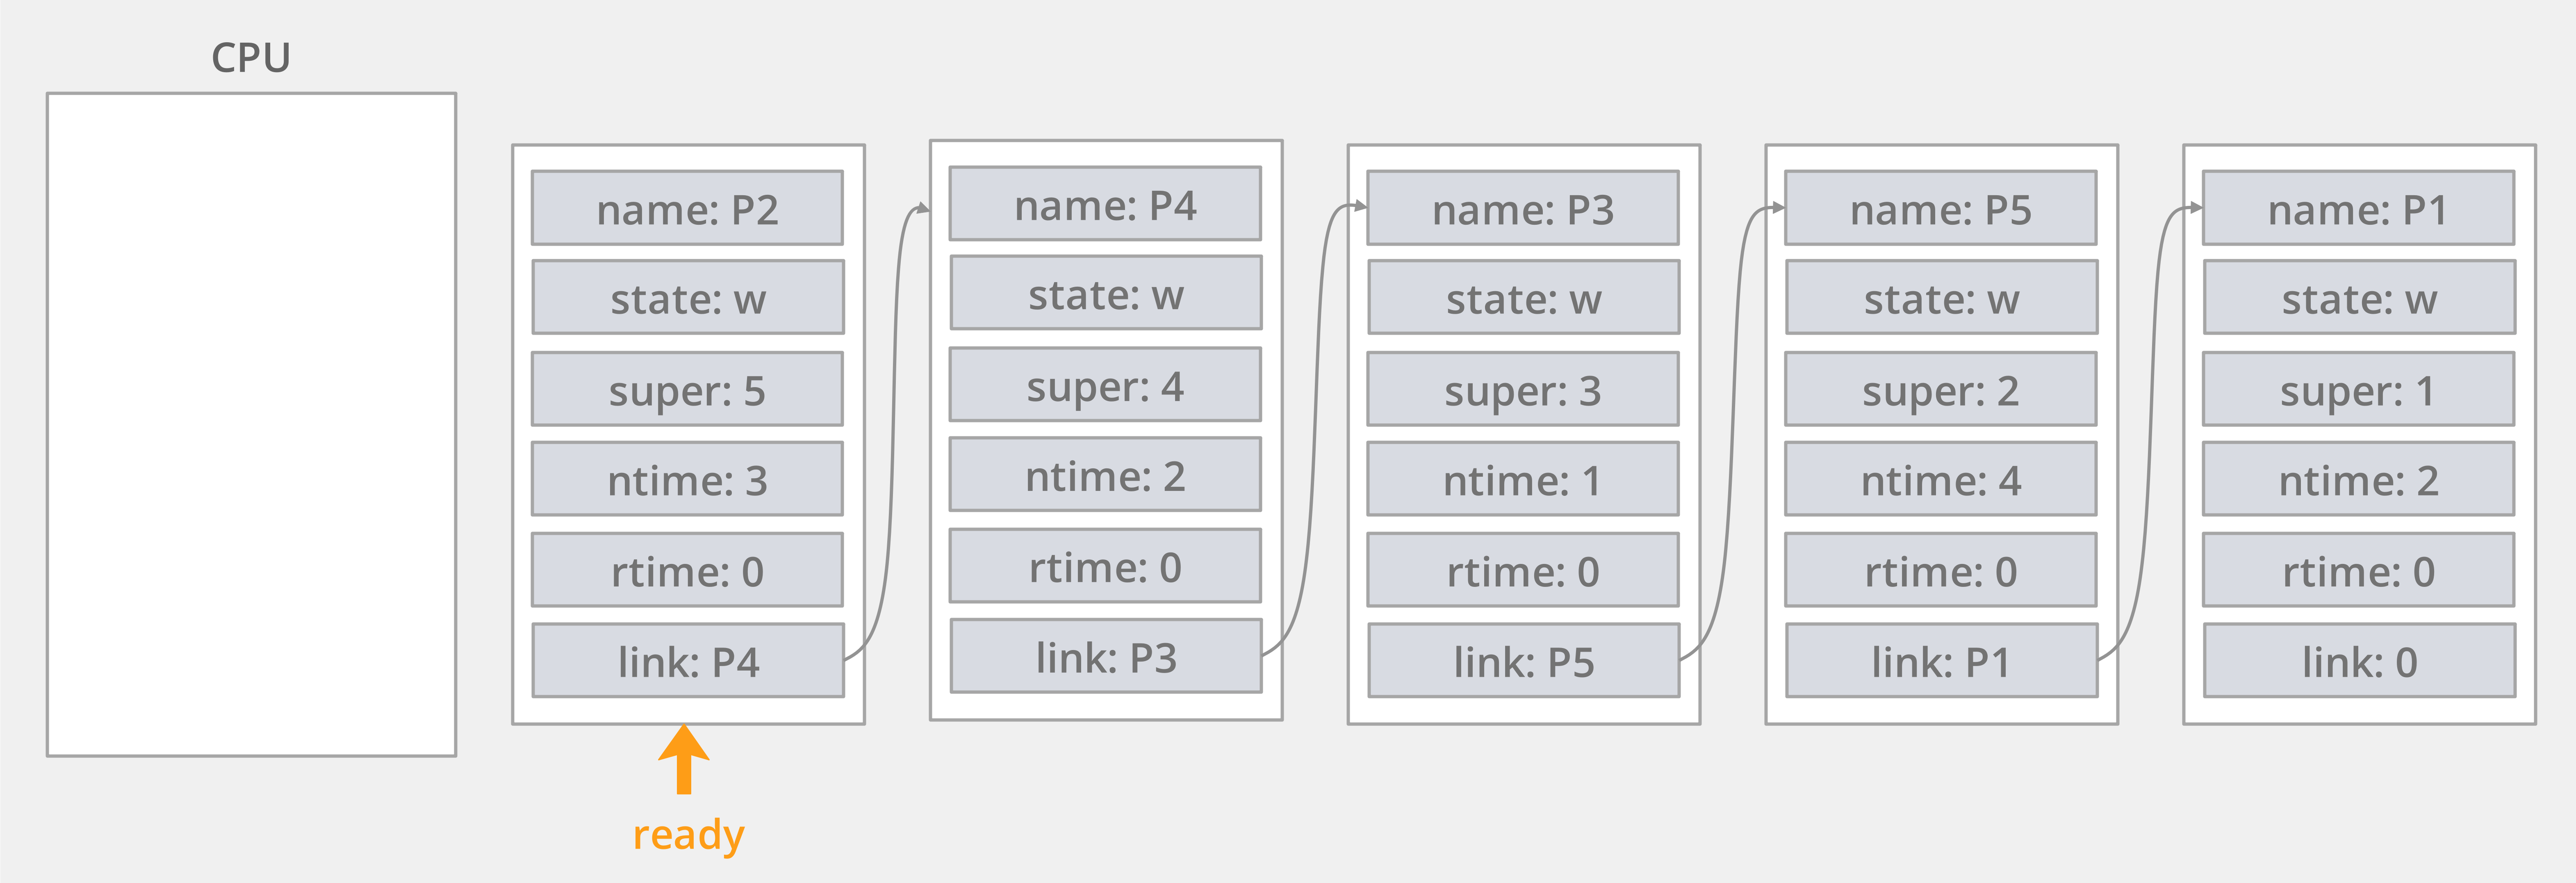 CPU
name: P2
state: w
super: 5
ntime: 3
rtime: 0
link: P4
name: P4
state: w
super: 4
ntime: 2
rtime: 0
link: P3
name: P3
state: w
super: 3
ntime: 1
rtime: 0
link: P5
name: P5
state: w
super: 2
ntime: 4
rtime: 0
link: P1
name: P1
state: w
super: 1
ntime: 2
rtime: 0
link: 0
ready